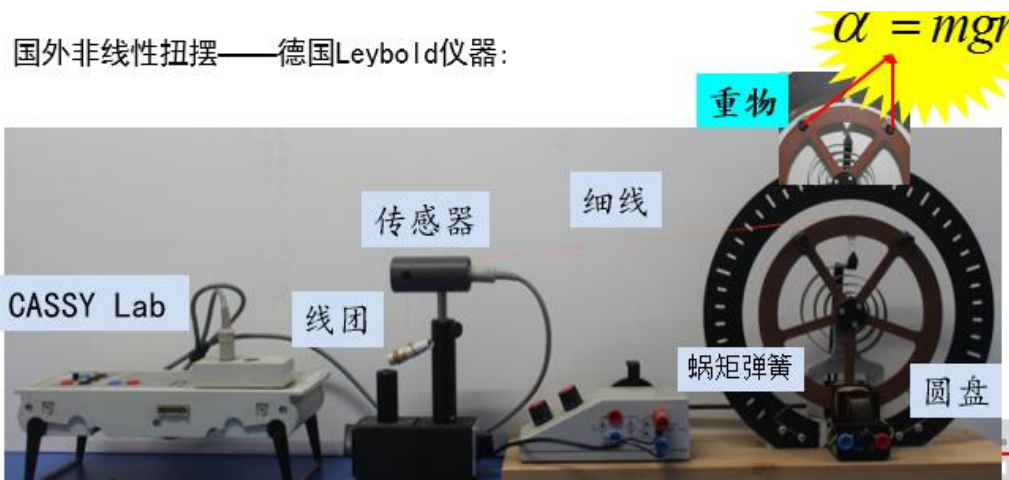 国外非线性扭摆——德国Leybold仪器:
α = mgr
重物
细线
传感器
CASSY Lab
线团
蜗矩弹簧
圆盘